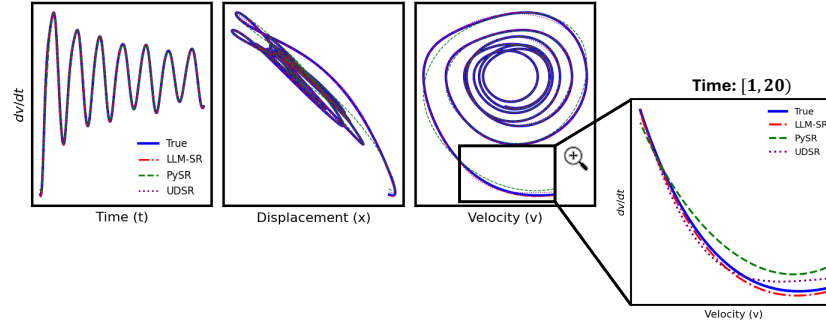 dv/dt
True
LLM-SR
PySR
UDSR
Time (t)
Displacement (x)
Velocity (v)
Time: [1, 20)
True
LLM-SR
PySR
UDSR
dv/dt
Velocity (v)